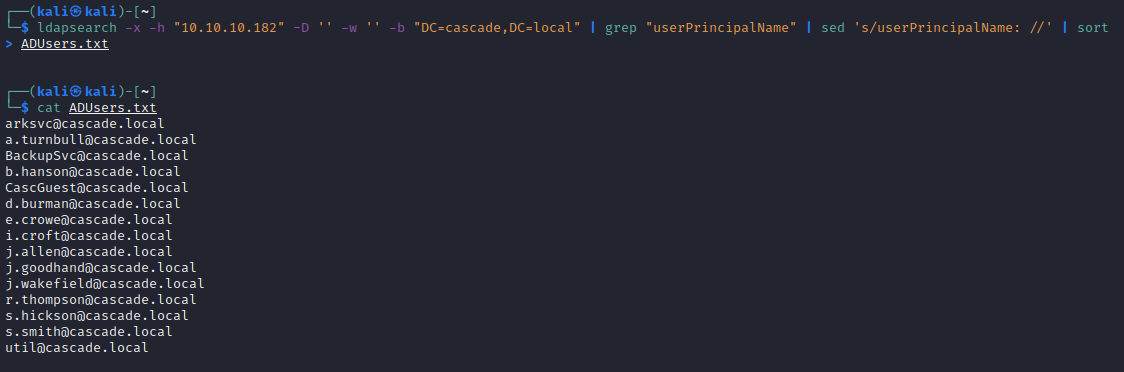 ┌──(kali㉿kali)-[~]
└─$ ldapsearch -x -h "10.10.10.182" -D '' -w '' -b "DC=cascade,DC=local" | grep "userPrincipalName" | sed 's/userPrincipalName: //' | sort
> ADUsers.txt
┌──(kali㉿kali)-[~]
└─$ cat ADUsers.txt
arksvc@cascade.local
a.turnbull@cascade.local
BackupSvc@cascade.local
b.hanson@cascade.local
CascGuest@cascade.local
d.burman@cascade.local
e.crowe@cascade.local
i.croft@cascade.local
j.allen@cascade.local
j.goodhand@cascade.local
j.wakefield@cascade.local
r.thompson@cascade.local
s.hickson@cascade.local
s.smith@cascade.local
util@cascade.local